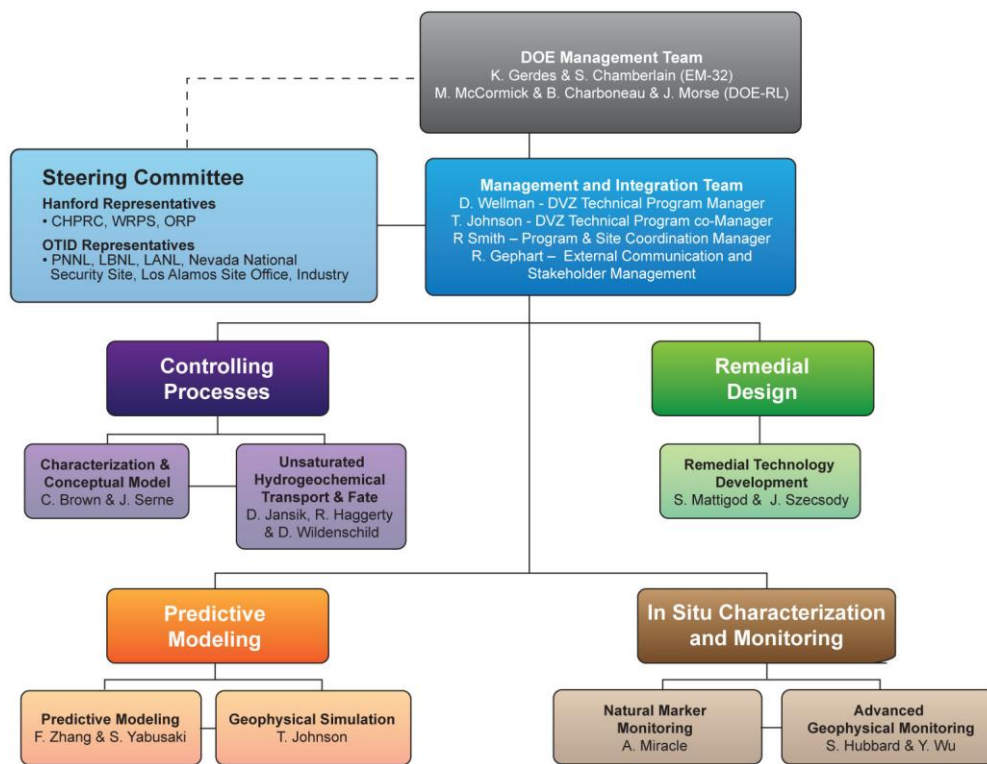 DOE Management Team
K. Gerdes & S. Chamberlain (EM-32)
M. McCormick & B. Charboneau & J. Morse (DOE-RL)
Steering Committee
Hanford Representatives
• CHPRC, WRPS, ORP
OTID Representatives
• PNNL, LBNL, LANL, Nevada National
Security Site, Los Alamos Site Office, Industry
Management and Integration Team
D. Wellman - DVZ Technical Program Manager
T. Johnson - DVZ Technical Program co-Manager
R Smith – Program & Site Coordination Manager
R. Gephart – External Communication and
Stakeholder Management
Controlling
Processes
Remedial
Design
Characterization &
Conceptual Model
C. Brown & J. Serne
Unsaturated
Hydrogeochemical
Transport & Fate
D. Jansik, R. Haggerty
& D. Wildenschild
Remedial Technology
Development
S. Mattigod & J. Szecsody
Predictive
Modeling
In Situ Characterization
and Monitoring
Predictive Modeling
F. Zhang & S. Yabusaki
Geophysical Simulation
T. Johnson
Natural Marker
Monitoring
A. Miracle
Advanced
Geophysical Monitoring
S. Hubbard & Y. Wu